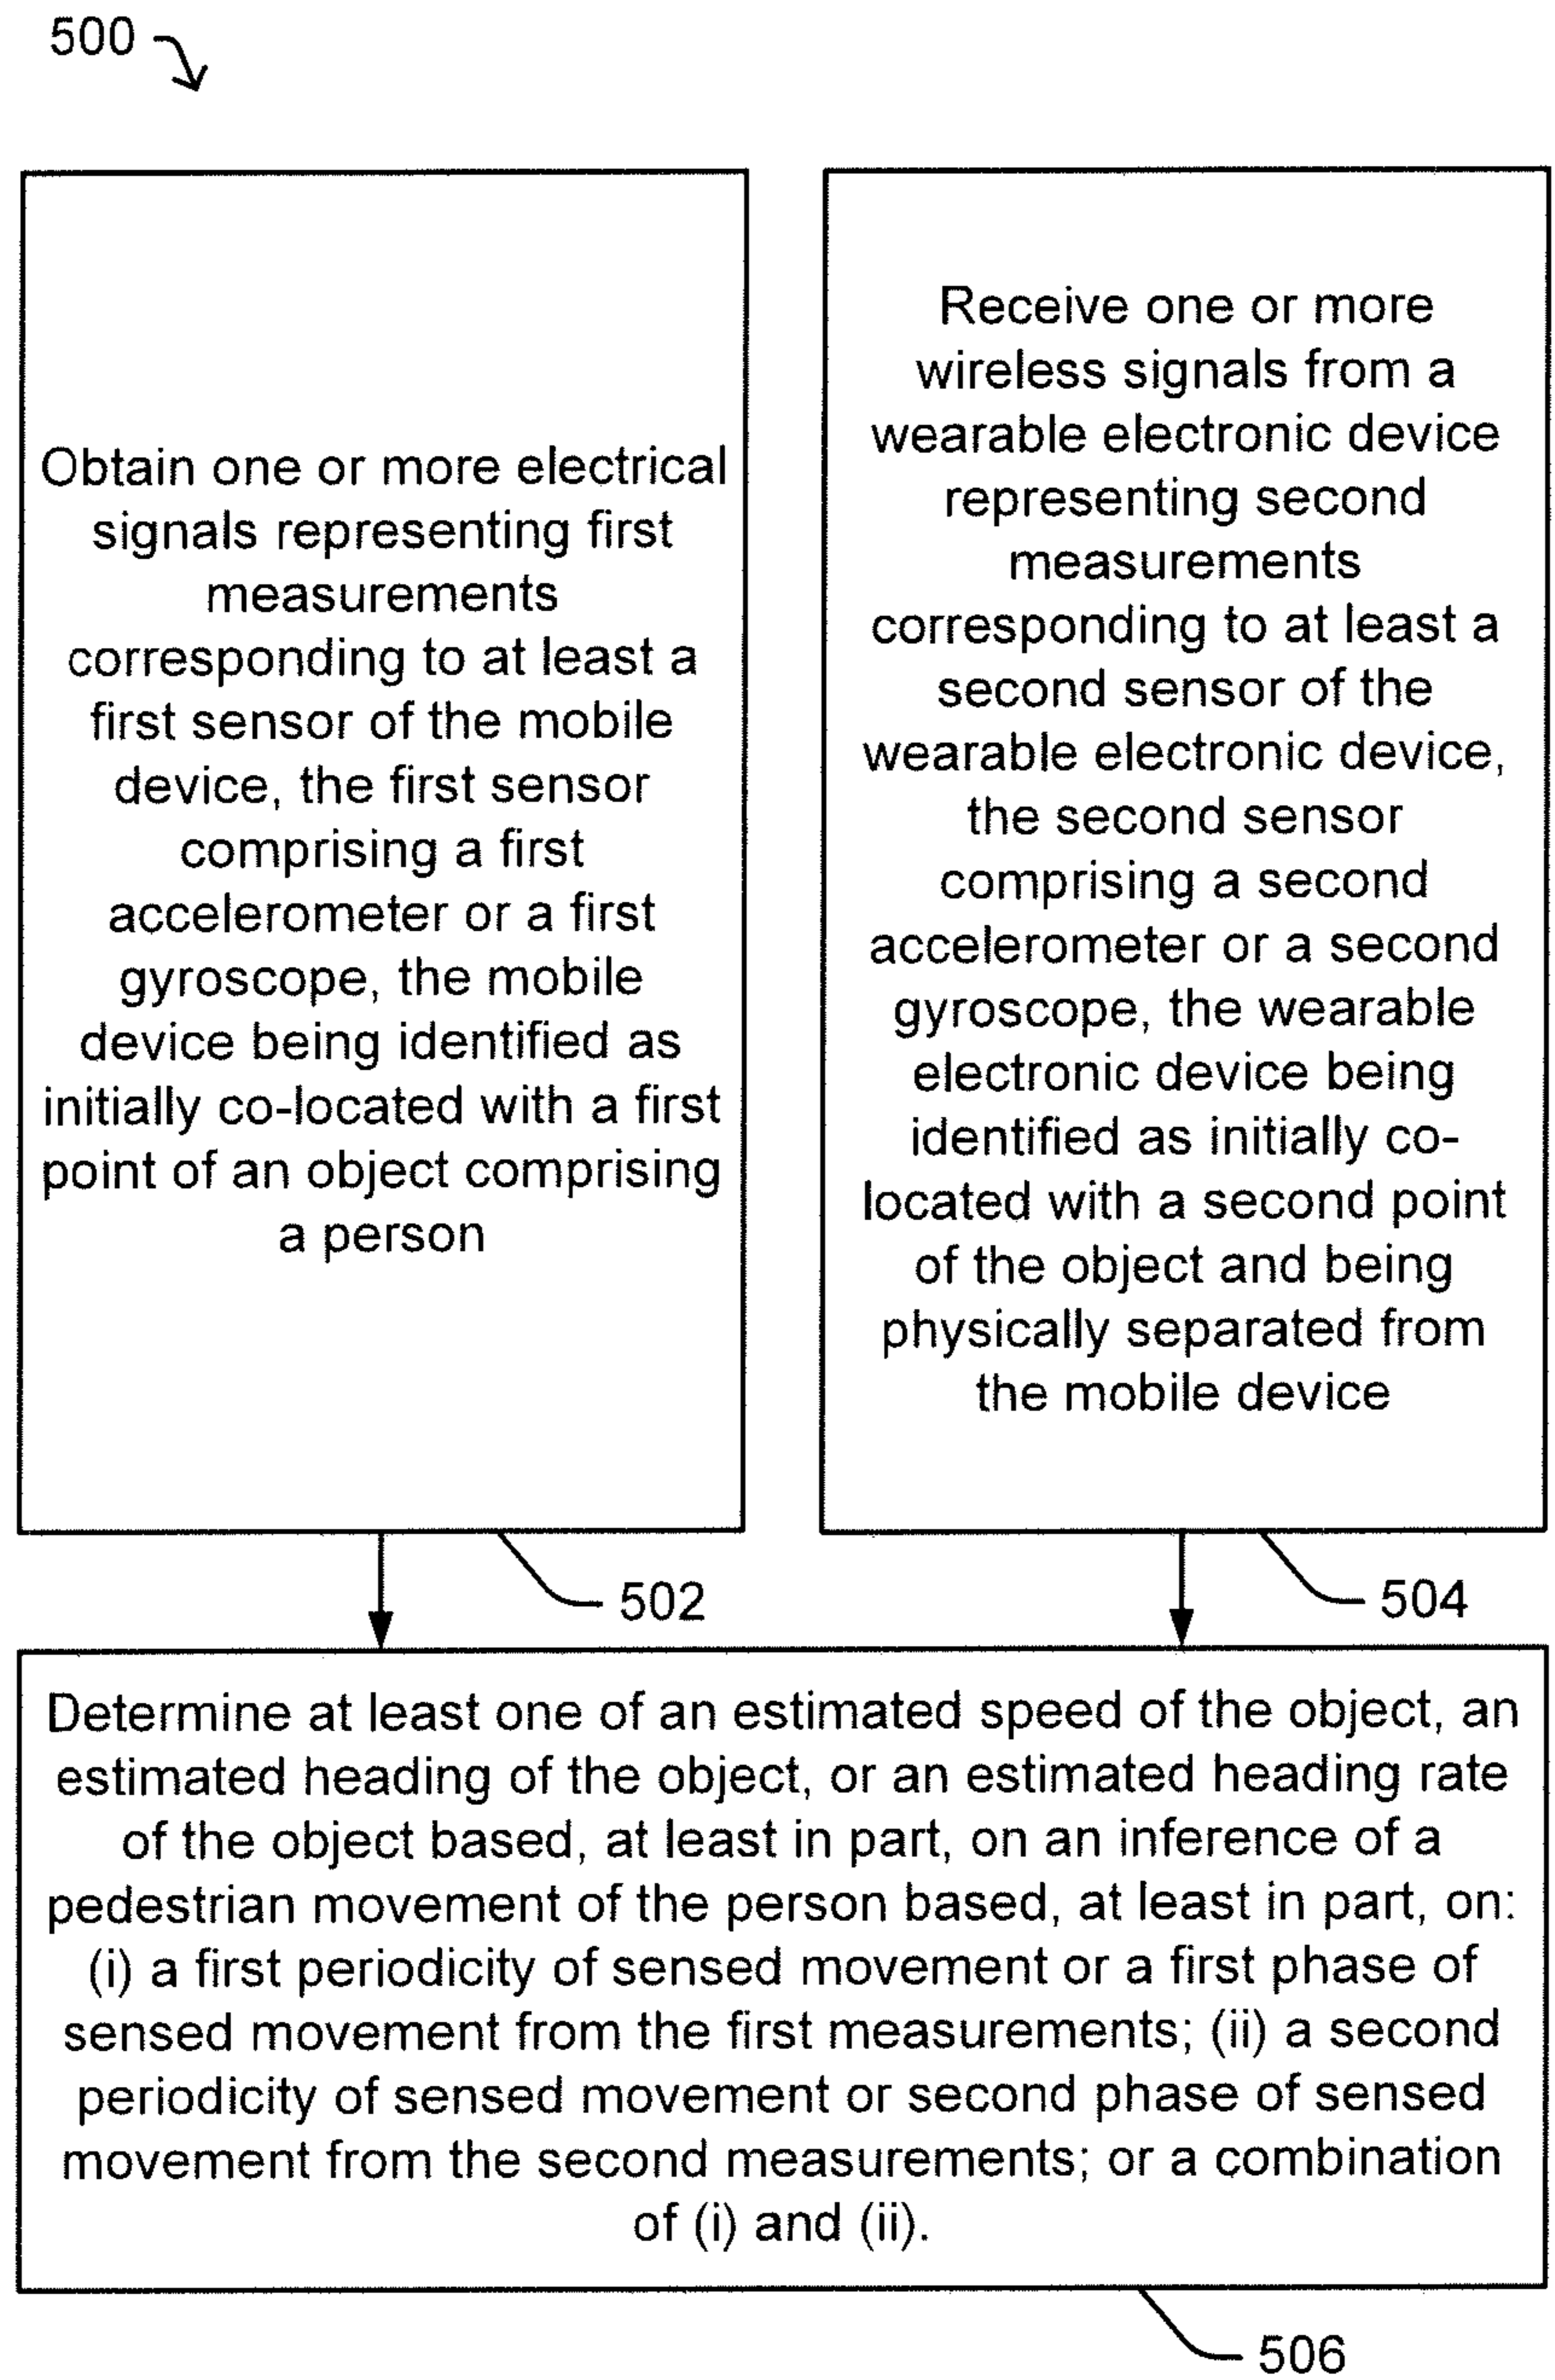 500
Obtain one or more electrical
signals representing first
measurements
corresponding to at least a
first sensor of the mobile
device, the first sensor
comprising a first
accelerometer or a first
gyroscope, the mobile
device being identified as
initially co-located with a first
point of an object comprising
a person
502
Receive one or more
wireless signals from a
wearable electronic device
representing second
measurements
corresponding to at least a
second sensor of the
wearable electronic device,
the second sensor
comprising a second
accelerometer or a second
gyroscope, the wearable
electronic device being
identified as initially co-
located with a second point
of the object and being
physically separated from
the mobile device
504
Determine at least one of an estimated speed of the object, an
estimated heading of the object, or an estimated heading rate
of the object based, at least in part, on an inference of a
pedestrian movement of the person based, at least in part, on:
(i) a first periodicity of sensed movement or a first phase of
sensed movement from the first measurements; (ii) a second
periodicity of sensed movement or second phase of sensed
movement from the second measurements; or a combination
of (i) and (ii).
506